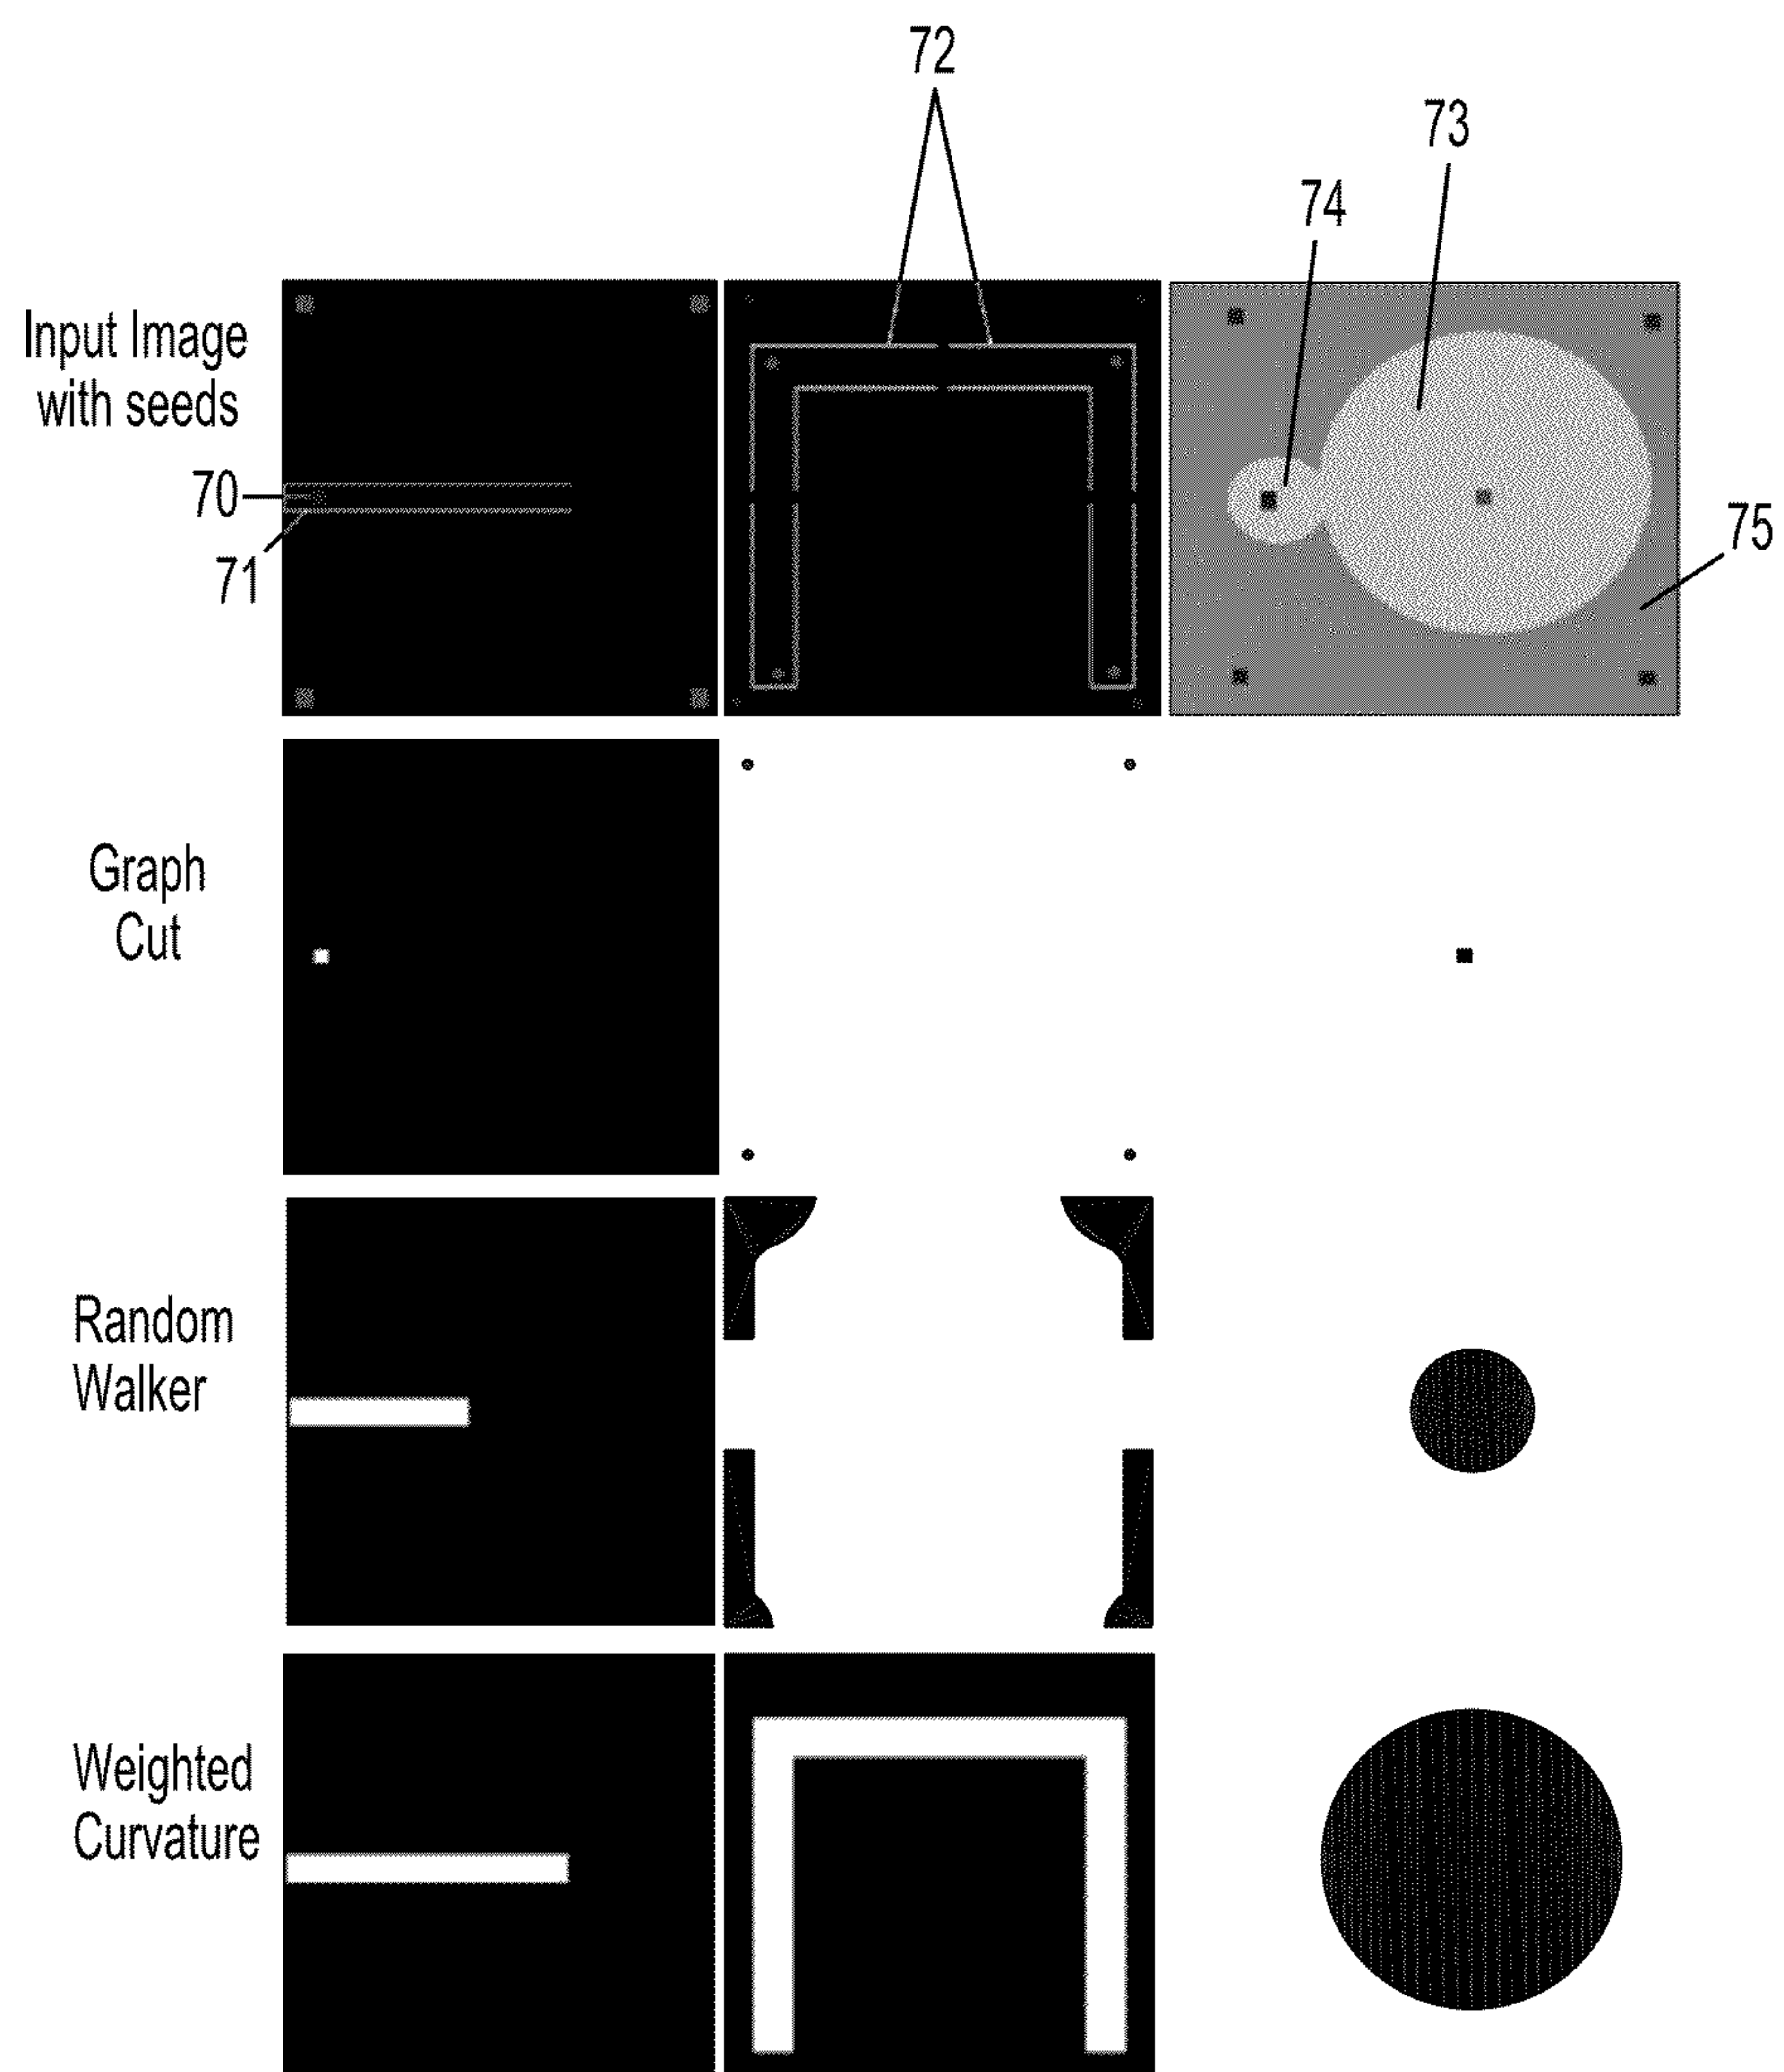 72
73
74
Input Image
with seeds
70
71
75
Graph
Cut
Random
Walker
Weighted
Curvature